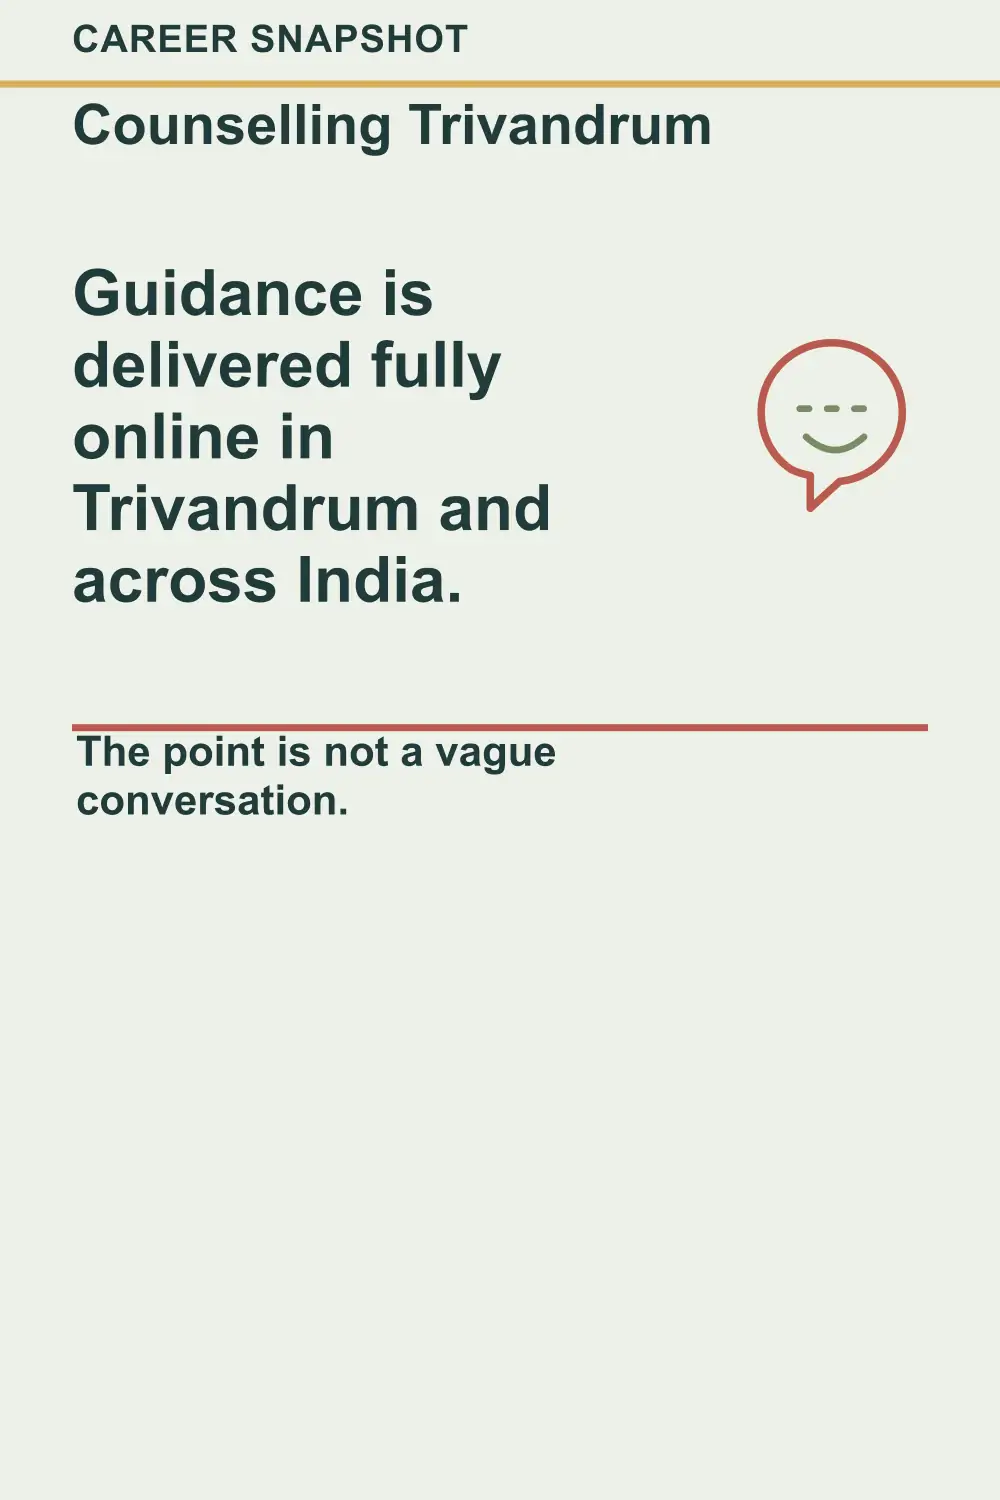 CAREER SNAPSHOT
Counselling Trivandrum
Guidance is
delivered fully
online in
Trivandrum and
across India.
The point is not a vague
conversation.